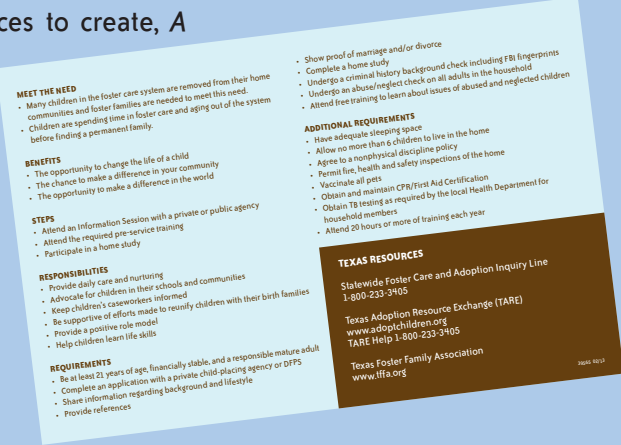 ces to create, A
MEET THE NEED
• Many children in the foster care system are removed from their home
communities and foster families are needed to meet this need.
• Children are spending time in foster care and aging out of the system
before finding a permanent family.
BENEFITS
• The opportunity to change the life of a child
• The chance to make a difference in your community
• The opportunity to make a difference in the world
STEPS
• Attend an Information Session with a private or public agency
• Attend the required pre-service training
• Participate in a home study
RESPONSIBILITIES
• Provide daily care and nurturing
• Advocate for children in their schools and communities
• Keep children's caseworkers informed
• Be supportive of efforts made to reunify children with their birth families
• Provide a positive role model
• Help children learn life skills
REQUIREMENTS
• Be at least 21 years of age, financially stable, and a responsible mature adult
• Complete an application with a private child-placing agency or DFPS
• Share information regarding background and lifestyle
• Provide references
• Show proof of marriage and/or divorce
• Complete a home study
• Undergo a criminal history background check including FBI fingerprints
• Undergo an abuse/neglect check on all adults in the household
• Attend free training to learn about issues of abused and neglected children
ADDITIONAL REQUIREMENTS
• Have adequate sleeping space
• Allow no more than 6 children to live in the home
• Agree to a nonphysical discipline policy
• Permit fire, health and safety inspections of the home
• Vaccinate all pets
• Obtain and maintain CPR/First Aid Certification
• Obtain TB testing as required by the local Health Department for
household members
• Attend 20 hours or more of training each year
TEXAS RESOURCES
Statewide Foster Care and Adoption Inquiry Line
1-800-233-3405
Texas Adoption Resource Exchange (TARE)
www.adoptchildren.org
TARE Help 1-800-233-3405
Texas Foster Family Association
www.tffa.org